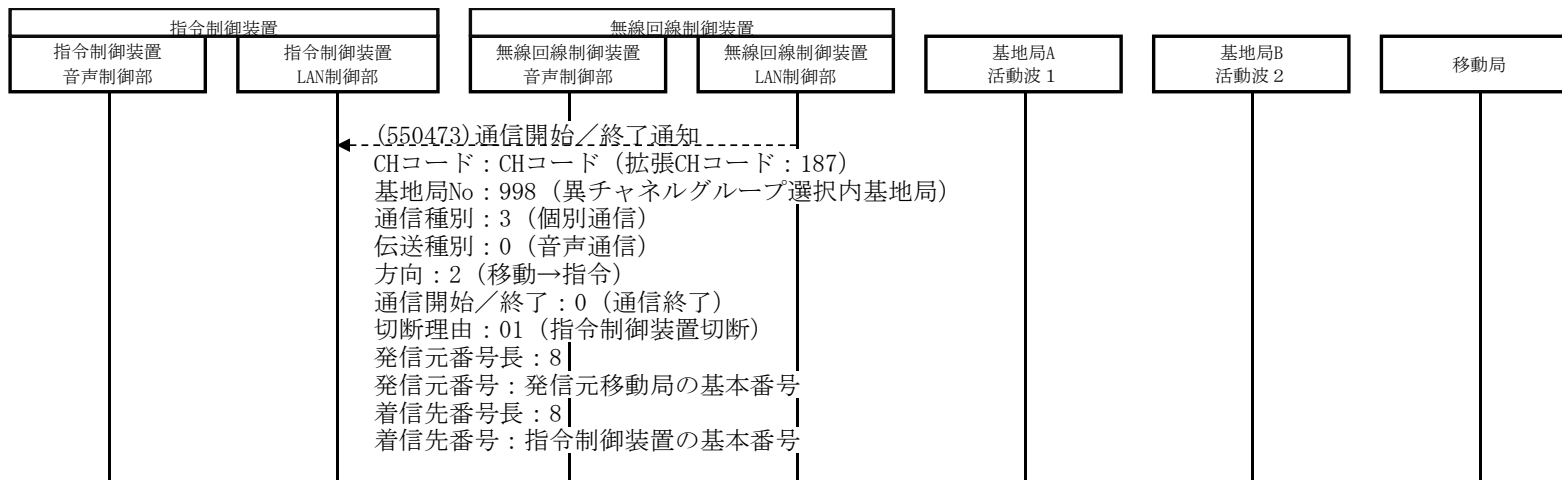 指令制御装置
無線回線制御装置
指令制御装置
音声制御部
指令制御装置
LAN制御部
無線回線制御装置
音声制御部
無線回線制御装置
LAN制御部
基地局A
活動波１
基地局B
活動波２
移動局
(550473)通信開始／終了通知
CHコード：CHコード（拡張CHコード：187）
基地局No：998（異チャネルグループ選択内基地局）
通信種別：3（個別通信）
伝送種別：0（音声通信）
方向：2（移動→指令）
通信開始／終了：0（通信終了）
切断理由：01（指令制御装置切断）
発信元番号長：8
発信元番号：発信元移動局の基本番号
着信先番号長：8
着信先番号：指令制御装置の基本番号